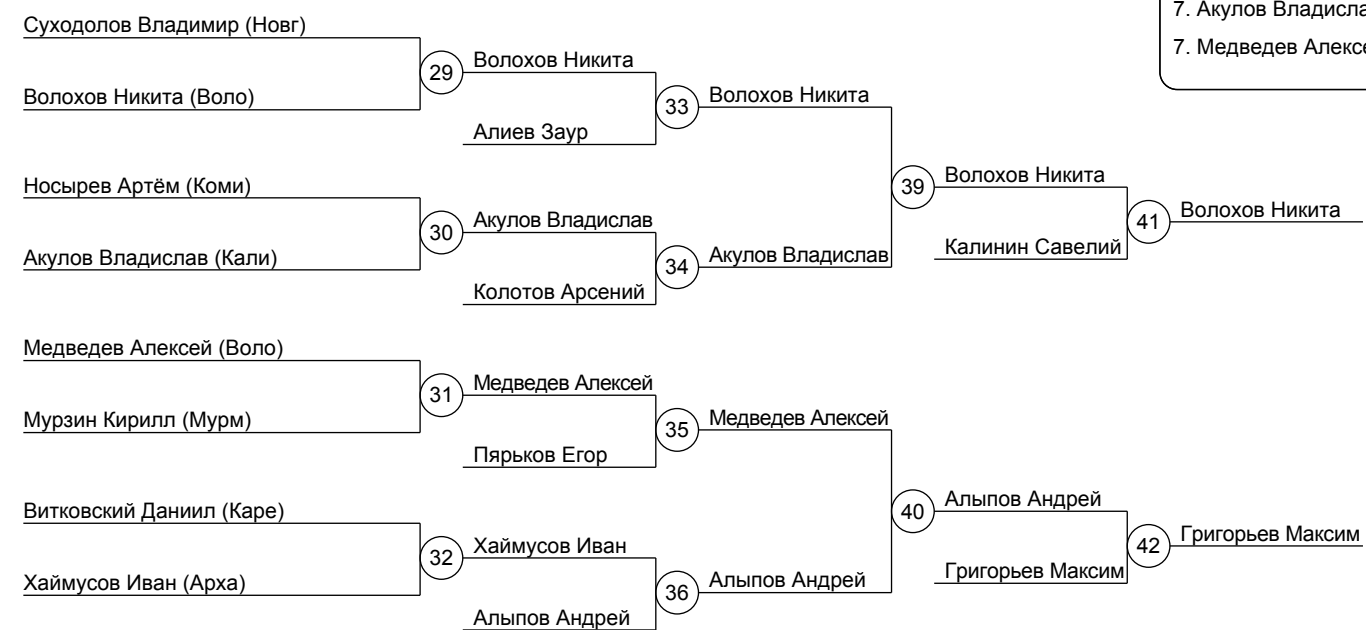 7. Акулов
7. Медведев
Суходолов Владимир (Новг)
29
Волохов Никита
Волохов Никита (Воло)
33
Волохов Никита
Алиев Заур
Носырев Артём (Коми)
39
Волохов Никита
30
Акулов Владислав
41
Волохов Никита
Акулов Владислав (Кали)
34
Акулов Владислав
Калинин Савелий
Колотов Арсений
Медведев Алексей (Воло)
31
Медведев Алексей
Мурзин Кирилл (Мурм)
35
Медведев Алексей
Пярьков Егор
Витковский Даниил (Каре)
40
Алыпов Андрей
32
Хаймусов Иван
42
Григорьев Максим
Хаймусов Иван (Арха)
36
Алыпов Андрей
Григорьев Максим
Алыпов Андрей